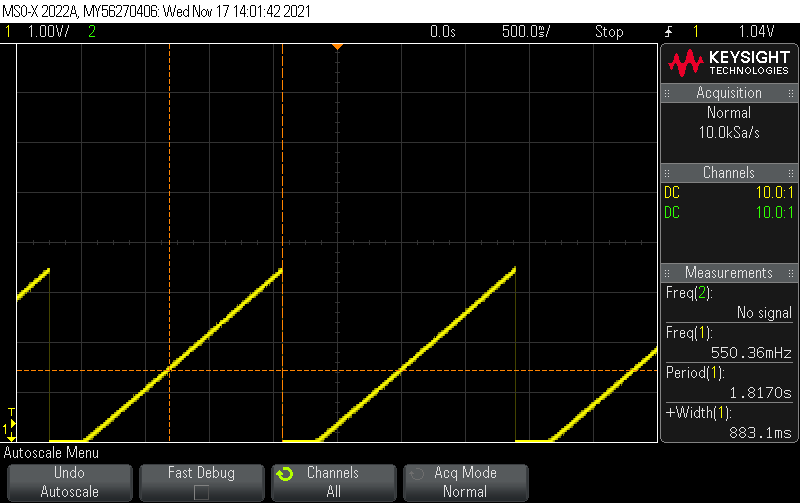 MSO-X 2022A, MY56270406: Wed Nov 17 14:01:42 2021
1 1.00V/ 2 0.0s 500.0ms/ Stop 1 1.04V
KEYSIGHT
TECHNOLOGIES
Acquisition
Normal
10.0kSa/s
Channels
DC 10.0:1
DC 10.0:1
Measurements
Freq(2):
No signal
Freq(1):
550.36mHz
Period(1):
1.8170s
+Width(1):
883.1ms
T
1
Autoscale Menu
Undo
Autoscale
Fast Debug
Channels
All
Acq Mode
Normal